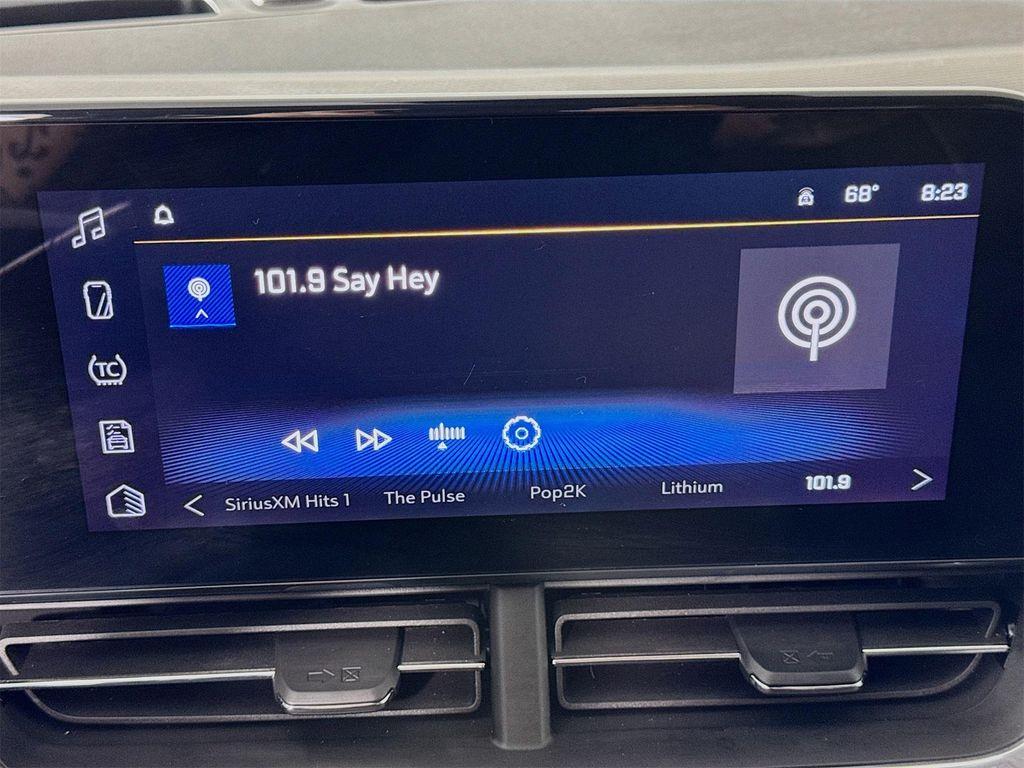 68° 8:23
101.9 Say Hey
TC
SiriusXM Hits 1 The Pulse Pop2K Lithium 101.9